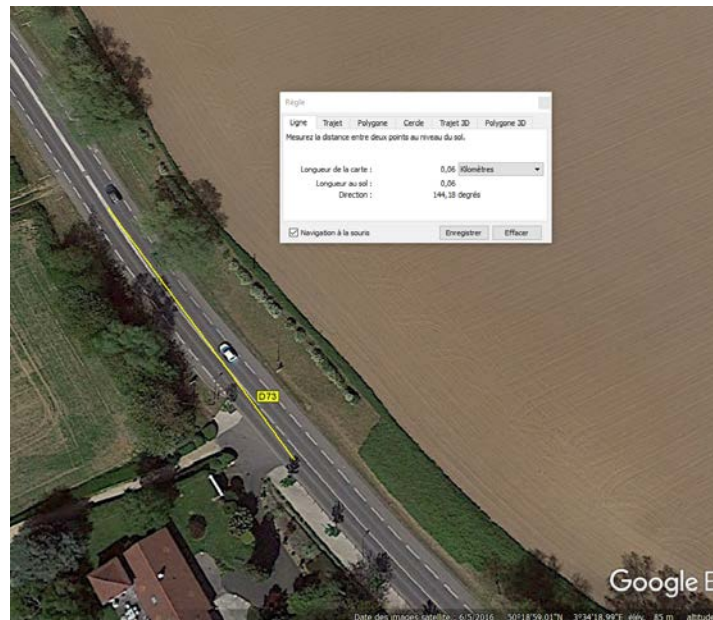 Règle
Ligne Trajet Polygone Cercle Trajet 3D Polygone 3D
Mesurez la distance entre deux points au niveau du sol.
Longueur de la carte : 0,06 Kilomètres
Longueur au sol : 0,06
Direction : 144,18 degrés
Navigation à la souris Enregistrer Effacer
D73
Google E
Date des images satellite : 6/5/2016 50°18'59.01"N 3°34'18.99"E élév. 85 m altitude